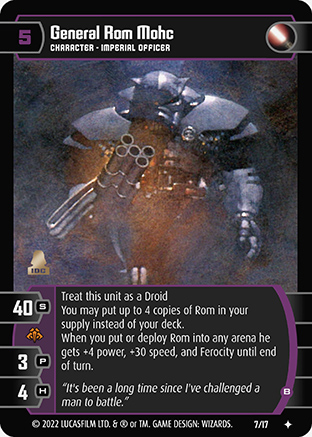 5
General Rom Mohc
CHARACTER - IMPERIAL OFFICER
IDC
40 S
3 P
4 H
Treat this unit as a Droid
You may put up to 4 copies of Rom in your
supply instead of your deck.
When you put or deploy Rom into any arena he
gets +4 power, +30 speed, and Ferocity until end
of turn.
"It's been a long time since I've challenged a
man to battle."
B
© 2022 LUCASFILM LTD. & ® or TM. GAME DESIGN: WIZARDS.
7/17